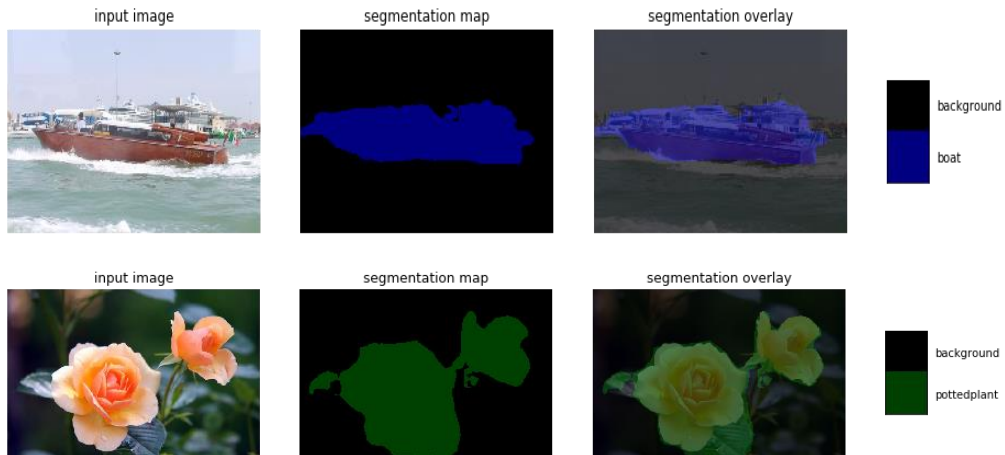 input image
segmentation map
segmentation overlay
background
boat
input image
segmentation map
segmentation overlay
background
pottedplant